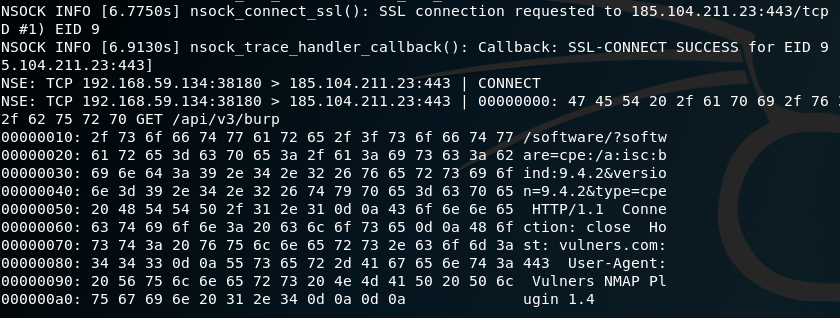 NSOCK INFO [6.7750s] nsock_connect_ssl(): SSL connection requested to 185.104.211.23:443/tcp
D #1) EID 9
NSOCK INFO [6.9130s] nsock_trace_handler_callback(): Callback: SSL-CONNECT SUCCESS for EID 9
5.104.211.23:443]
NSE: TCP 192.168.59.134:38180 > 185.104.211.23:443 | CONNECT
NSE: TCP 192.168.59.134:38180 > 185.104.211.23:443 | 00000000: 47 45 54 20 2f 61 70 69 2f 76
2f 62 75 72 70 GET /api/v3/burp
00000010: 2f 73 6f 66 74 77 61 72 65 2f 3f 73 6f 66 74 77 /software/?softw
00000020: 61 72 65 3d 63 70 65 3a 2f 61 3a 69 73 63 3a 62 are=cpe:/a:isc:b
00000030: 69 6e 64 3a 39 2e 34 2e 32 26 76 65 72 73 69 6f ind:9.4.2&versio
00000040: 6e 3d 39 2e 34 2e 32 26 74 79 70 65 3d 63 70 65 n=9.4.2&type=cpe
00000050: 20 48 54 54 50 2f 31 2e 31 0d 0a 43 6f 6e 6e 65  HTTP/1.1  Conne
00000060: 63 74 69 6f 6e 3a 20 63 6c 6f 73 65 0d 0a 48 6f ction: close  Ho
00000070: 73 74 3a 20 76 75 6c 6e 65 72 73 2e 63 6f 6d 3a st: vulners.com:
00000080: 34 34 33 0d 0a 55 73 65 72 2d 41 67 65 6e 74 3a 443  User-Agent:
00000090: 20 56 75 6c 6e 65 72 73 20 4e 4d 41 50 20 50 6c  Vulners NMAP Pl
000000a0: 75 67 69 6e 20 31 2e 34 0d 0a 0d 0a             ugin 1.4